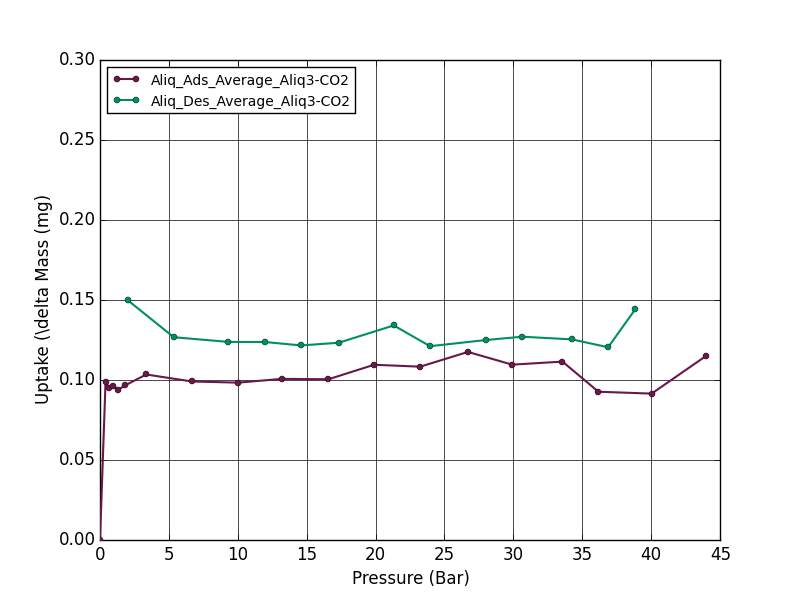 0.30
0.25
0.20
0.15
0.10
0.05
0.00
Uptake (\delta Mass (mg)
Aliq_Ads_Average_Aliq3-CO2
Aliq_Des_Average_Aliq3-CO2
0 5 10 15 20 25 30 35 40 45
Pressure (Bar)